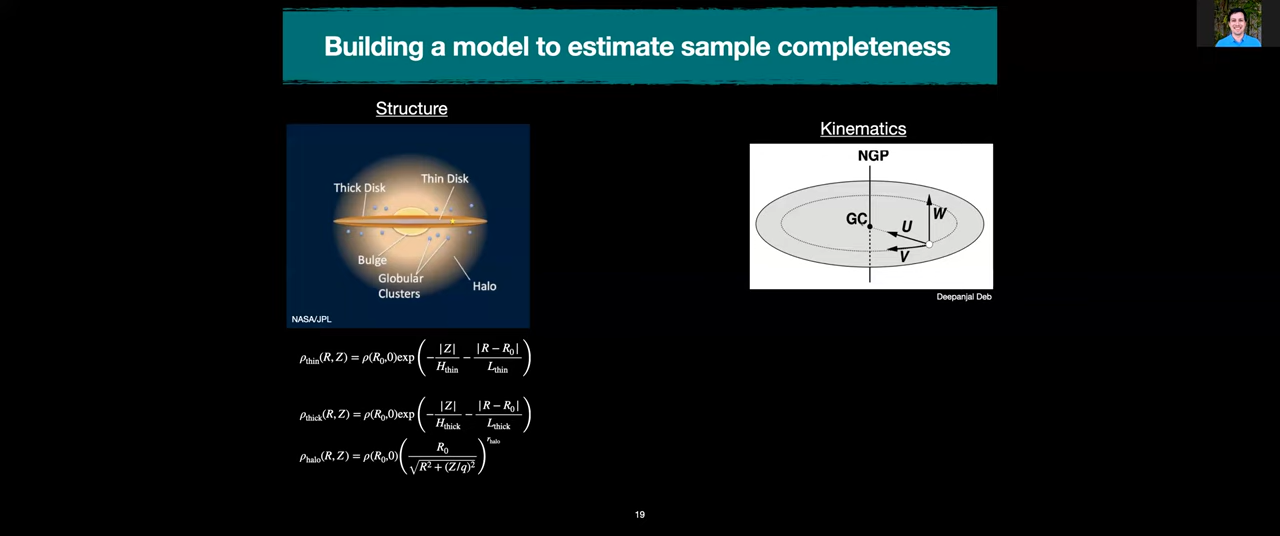 Building a model to estimate sample completeness
Structure
Thick Disk
Thin Disk
Bulge
Globular
Clusters
Halo
NASA/JPL
ρthin(R, Z) = ρ(R0,0)exp(−|Z|/Hthin − |R − R0|/Lthin)
ρthick(R, Z) = ρ(R0,0)exp(−|Z|/Hthick − |R − R0|/Lthick)
ρhalo(R, Z) = ρ(R0,0)(R0/√(R² + (Z/q)²))^rhalo
Kinematics
NGP
GC
U
V
W
Deepanjal Deb
19